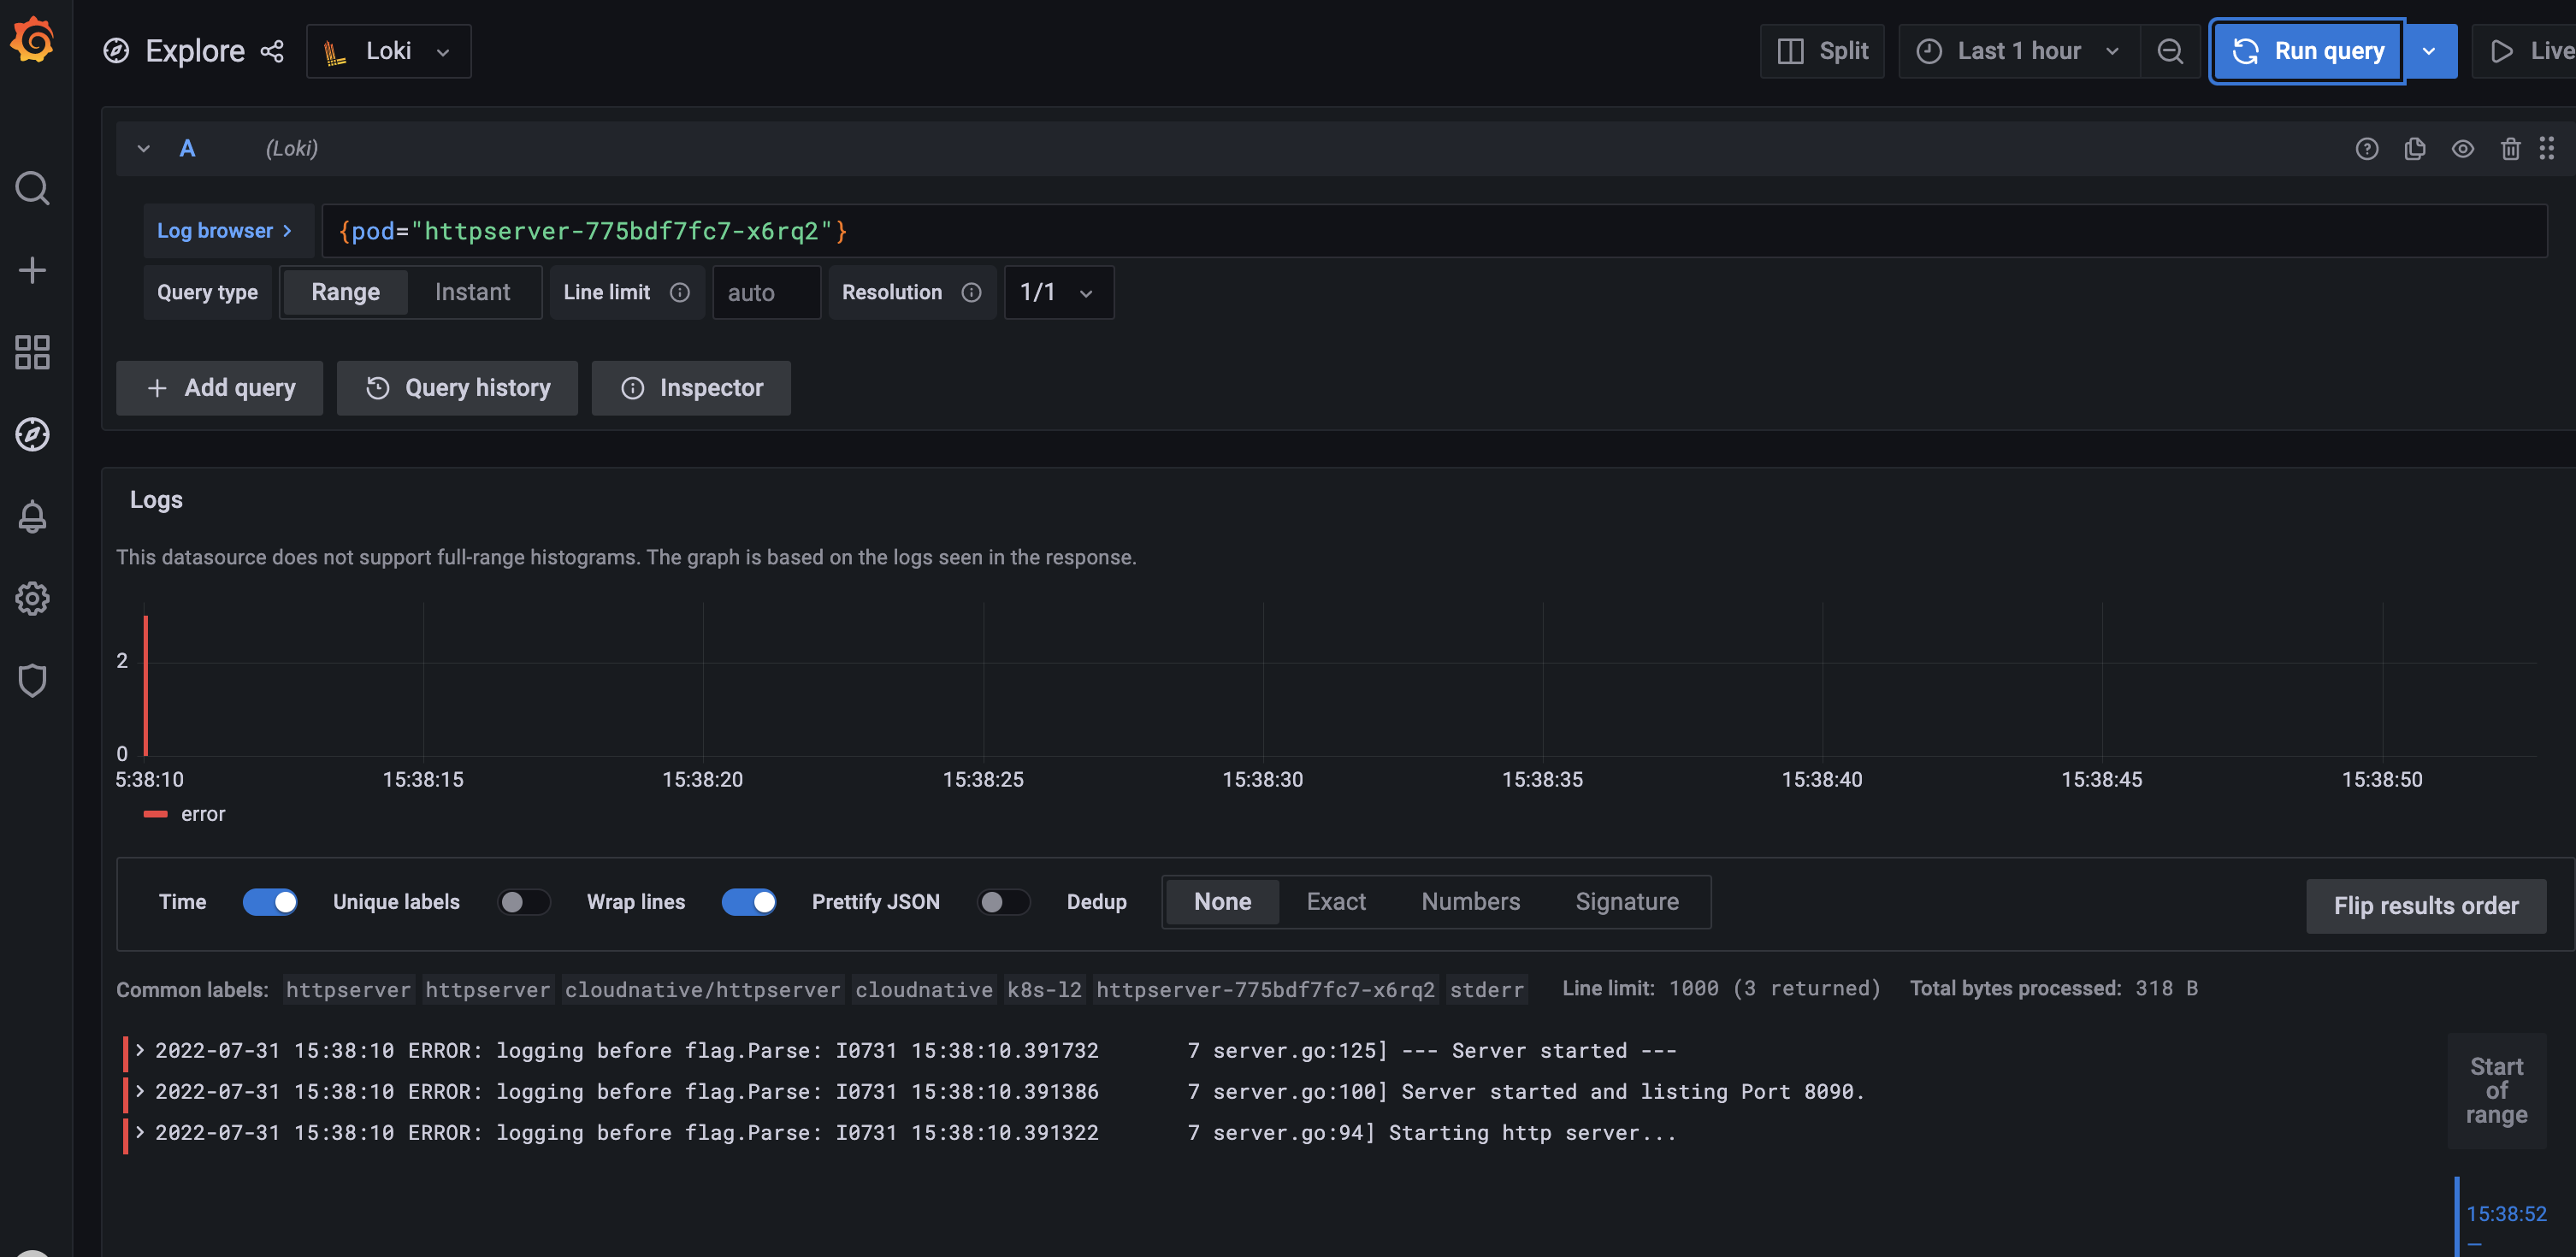 Explore Loki Split Last 1 hour Run query Live
A (Loki)
Log browser > {pod="httpserver-775bdf7fc7-x6rq2"}
Query type Range Instant Line limit auto Resolution 1/1
+ Add query Query history Inspector
Logs
This datasource does not support full-range histograms. The graph is based on the logs seen in the response.
2
0
5:38:10 15:38:15 15:38:20 15:38:25 15:38:30 15:38:35 15:38:40 15:38:45 15:38:50
error
Time Unique labels Wrap lines Prettify JSON Dedup None Exact Numbers Signature Flip results order
Common labels: httpserver httpserver cloudnative/httpserver cloudnative k8s-l2 httpserver-775bdf7fc7-x6rq2 stderr Line limit: 1000 (3 returned) Total bytes processed: 318 B
> 2022-07-31 15:38:10 ERROR: logging before flag.Parse: I0731 15:38:10.391732 7 server.go:125] --- Server started ---
> 2022-07-31 15:38:10 ERROR: logging before flag.Parse: I0731 15:38:10.391386 7 server.go:100] Server started and listing Port 8090.
> 2022-07-31 15:38:10 ERROR: logging before flag.Parse: I0731 15:38:10.391322 7 server.go:94] Starting http server...
Start
of
range
15:38:52
—